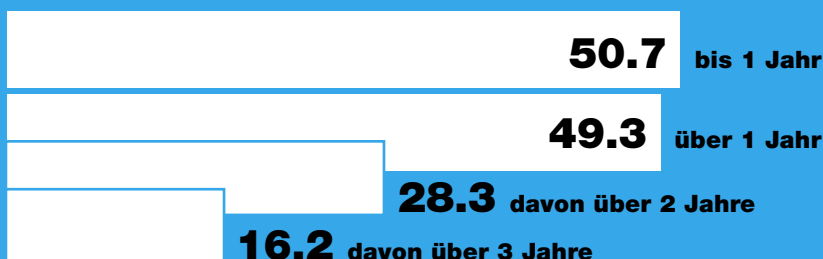 50.7 bis 1 Jahr
49.3 über 1 Jahr
28.3 davon über 2 Jahre
16.2 davon über 3 Jahre